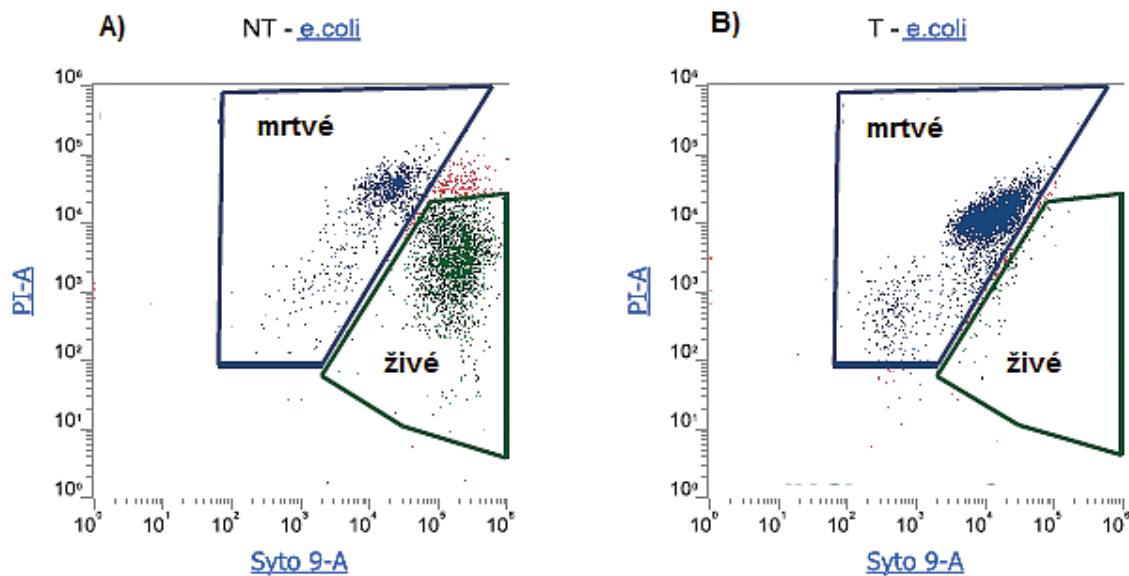 A) NT - e.coli
10⁶
10⁵
10⁴
10³
10²
10¹
10⁰
PI-A
mrtvé
živé
10⁰ 10¹ 10² 10³ 10⁴ 10⁵ 10⁶
Syto 9-A
B) T - e.coli
10⁶
10⁵
10⁴
10³
10²
10¹
10⁰
PI-A
mrtvé
živé
10⁰ 10¹ 10² 10³ 10⁴ 10⁵ 10⁶
Syto 9-A